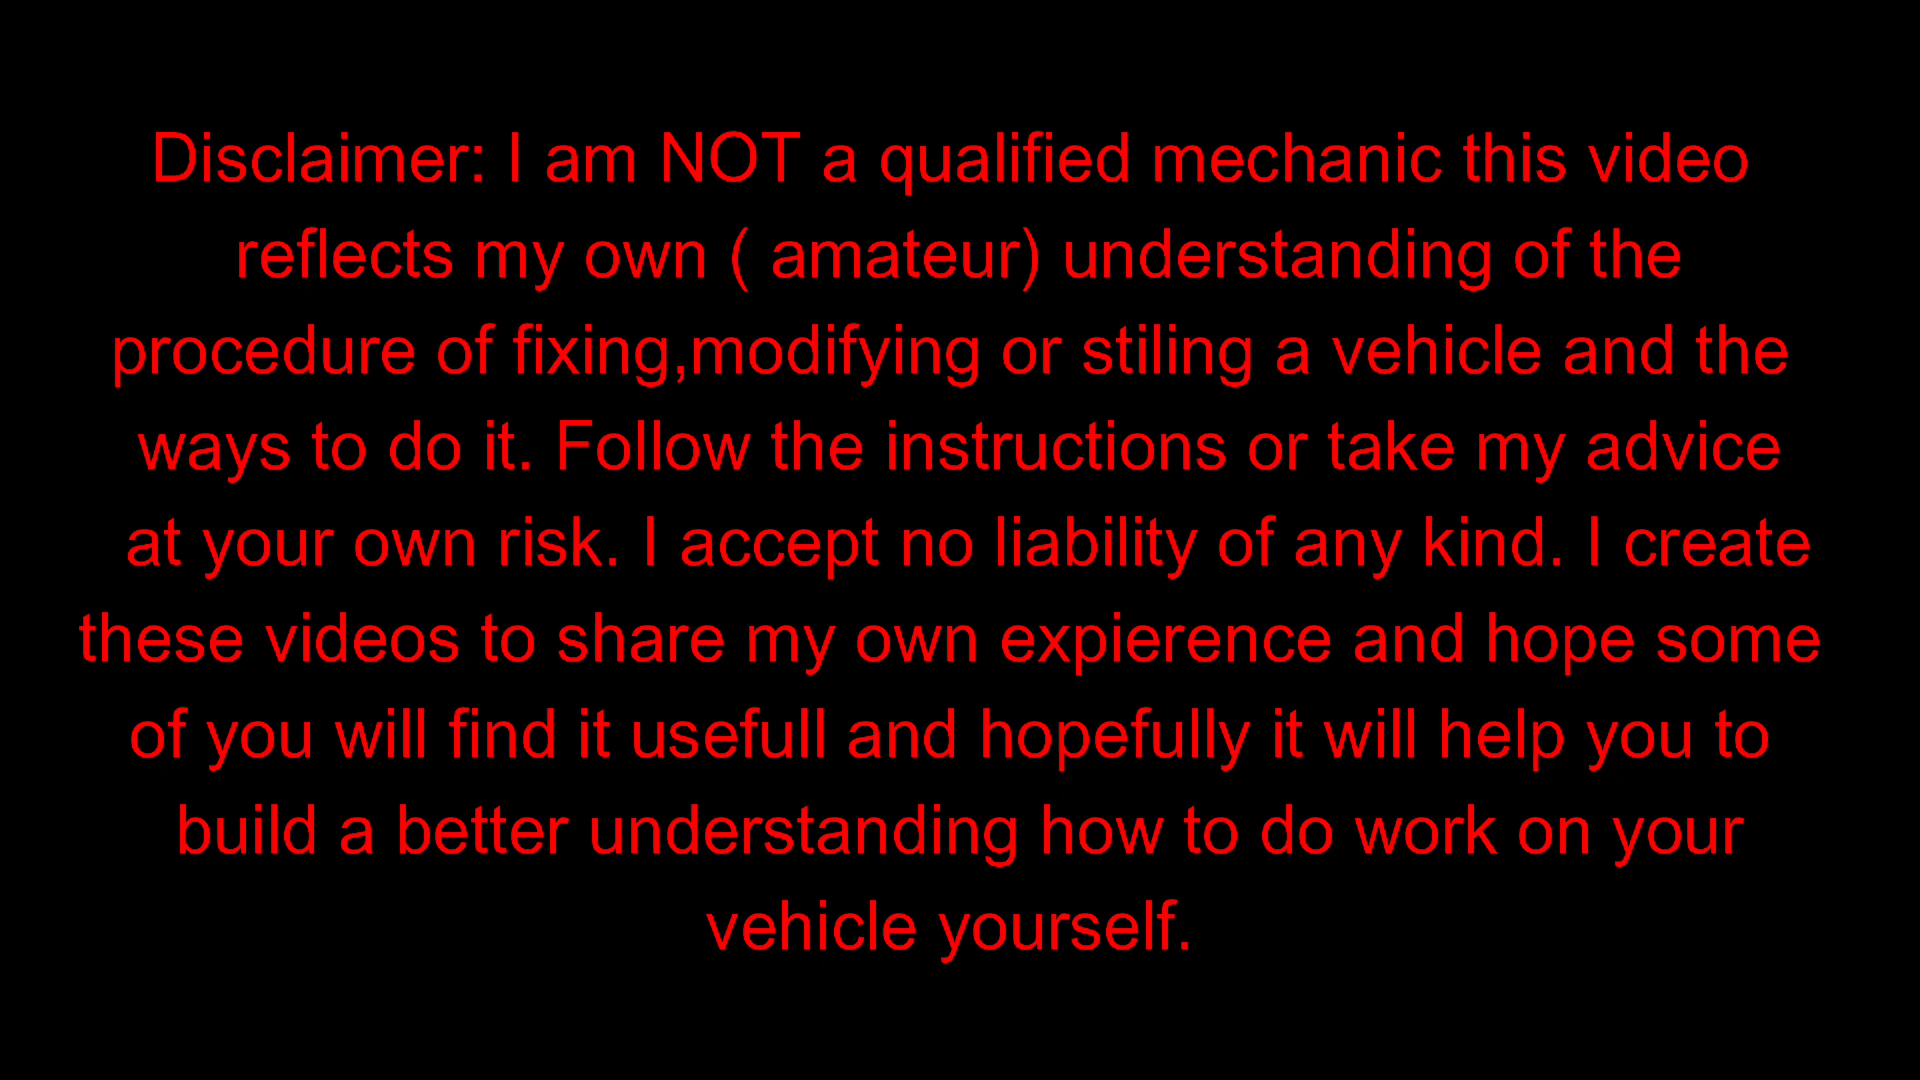 Disclaimer: I am NOT a qualified mechanic this video
reflects my own ( amateur) understanding of the
procedure of fixing,modifying or stiling a vehicle and the
ways to do it. Follow the instructions or take my advice
at your own risk. I accept no liability of any kind. I create
these videos to share my own expierence and hope some
of you will find it usefull and hopefully it will help you to
build a better understanding how to do work on your
vehicle yourself.